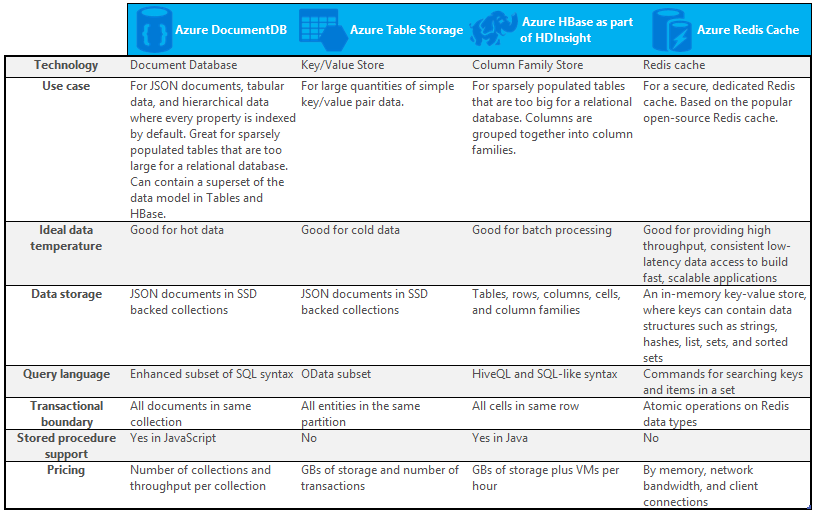 Azure DocumentDB
Azure Table Storage
Azure HBase as part
of HDInsight
Azure Redis Cache
Technology
Document Database
Key/Value Store
Column Family Store
Redis cache
Use case
For JSON documents, tabular
data, and hierarchical data
where every property is indexed
by default. Great for sparsely
populated tables that are too
large for a relational database.
Can contain a superset of the
data model in Tables and
HBase.
For large quantities of simple
key/value pair data.
For sparsely populated tables
that are too big for a relational
database. Columns are
grouped together into column
families.
For a secure, dedicated Redis
cache. Based on the popular
open-source Redis cache.
Ideal data
temperature
Good for hot data
Good for cold data
Good for batch processing
Good for providing high
throughput, consistent low-
latency data access to build
fast, scalable applications
Data storage
JSON documents in SSD
backed collections
JSON documents in SSD
backed collections
Tables, rows, columns, cells,
and column families
An in-memory key-value store,
where keys can contain data
structures such as strings,
hashes, list, sets, and sorted
sets
Query language
Enhanced subset of SQL syntax
OData subset
HiveQL and SQL-like syntax
Commands for searching keys
and items in a set
Transactional
boundary
All documents in same
collection
All entities in the same
partition
All cells in same row
Atomic operations on Redis
data types
Stored procedure
support
Yes in JavaScript
No
Yes in Java
No
Pricing
Number of collections and
throughput per collection
GBs of storage and number of
transactions
GBs of storage plus VMs per
hour
By memory, network
bandwidth, and client
connections